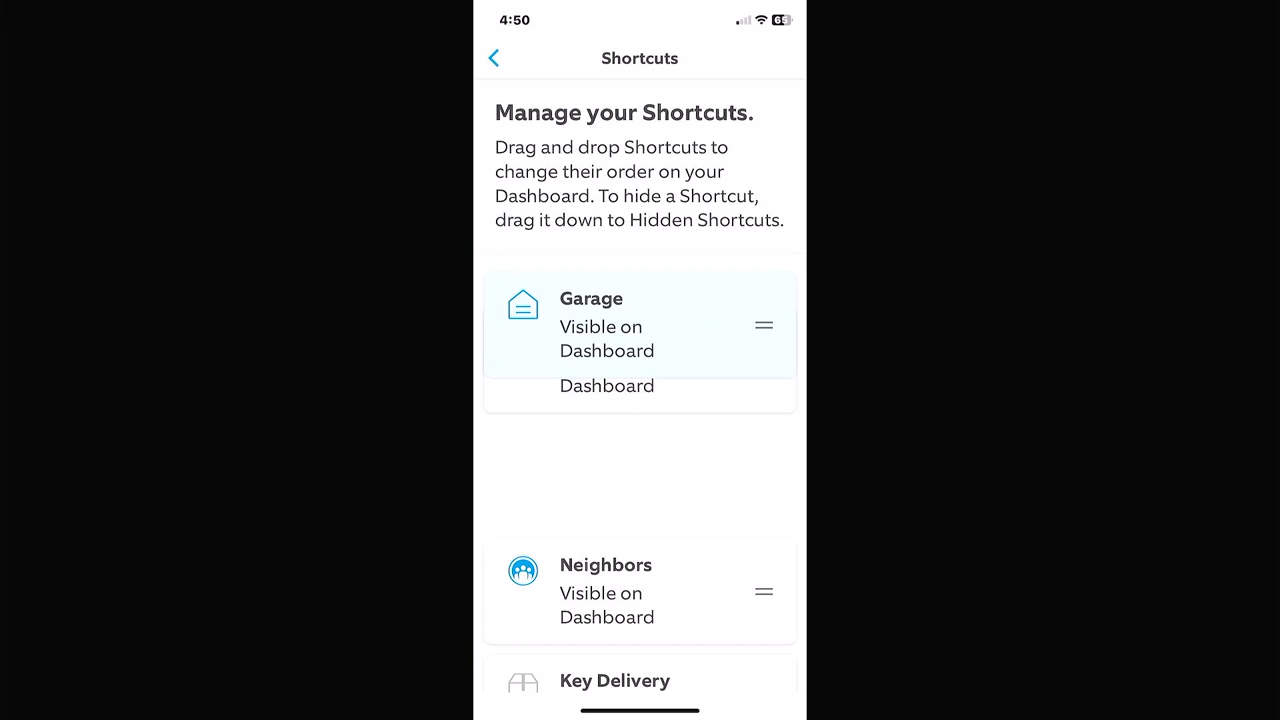 4:50
65
Shortcuts
Manage your Shortcuts.
Drag and drop Shortcuts to
change their order on your
Dashboard. To hide a Shortcut,
drag it down to Hidden Shortcuts.
Garage
Visible on
Dashboard
Dashboard
Neighbors
Visible on
Dashboard
Key Delivery